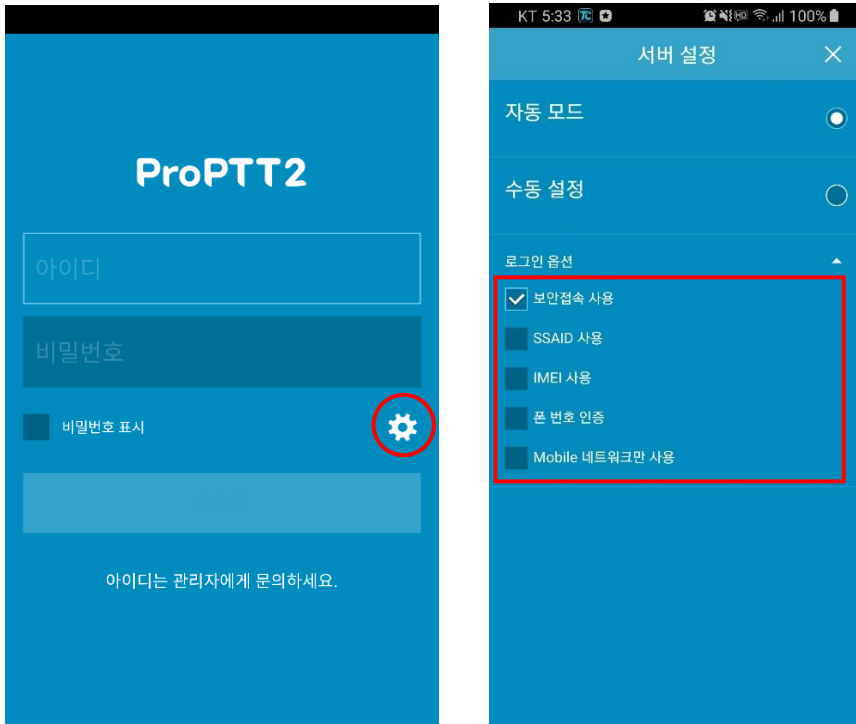 ProPTT2
아이디
비밀번호
비밀번호 표시
아이디는 관리자에게 문의하세요.
KT 5:33 100%
서버 설정
자동 모드
수동 설정
로그인 옵션
보안접속 사용
SSAID 사용
IMEI 사용
폰 번호 인증
Mobile 네트워크만 사용